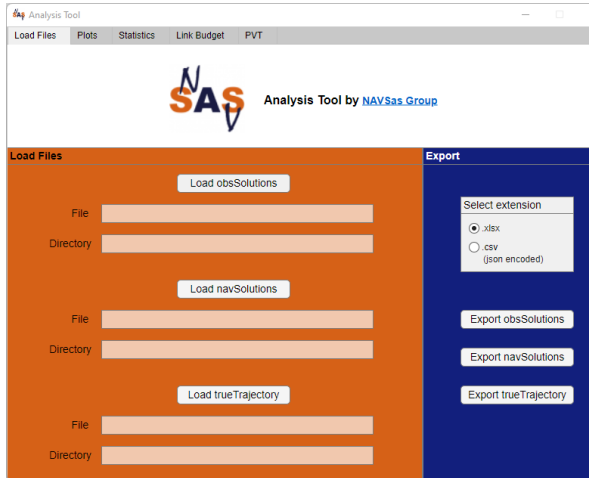 NAV SAS Analysis Tool
Load Files Plots Statistics Link Budget PVT
NAV SAS
Analysis Tool by NAVSas Group
Load Files
Export
Load obsSolutions
File
Directory
Load navSolutions
File
Directory
Load trueTrajectory
File
Directory
Select extension
.xlsx
.csv
(json encoded)
Export obsSolutions
Export navSolutions
Export trueTrajectory